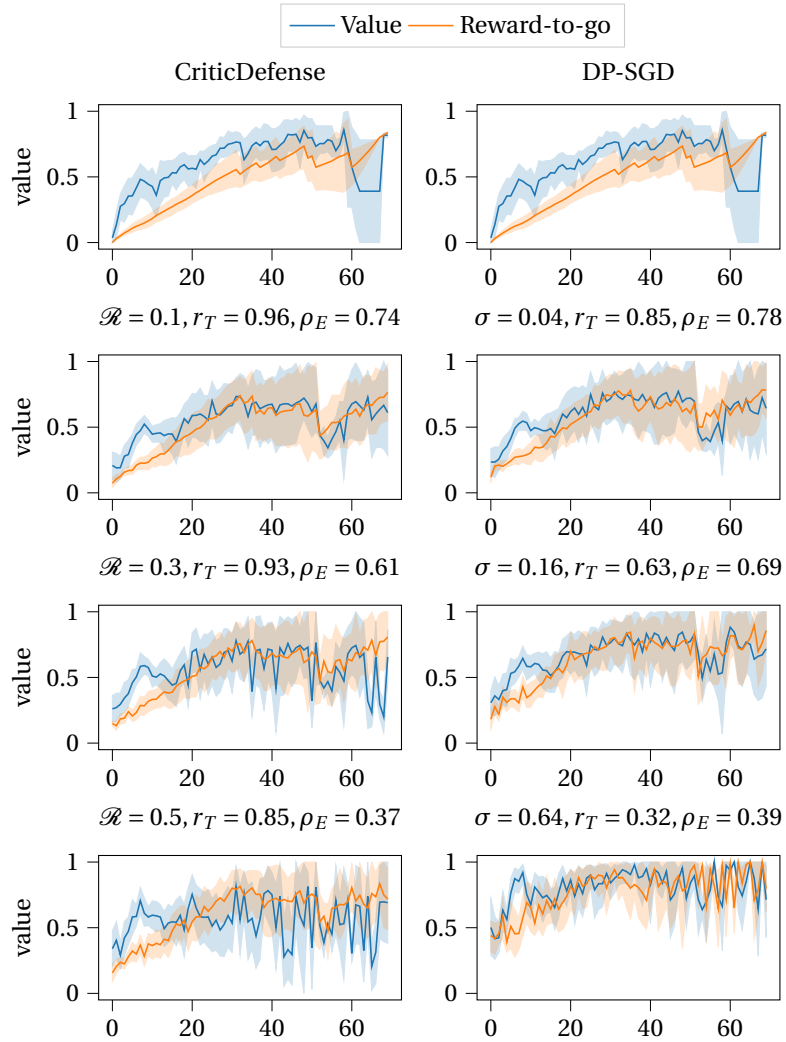 Value Reward-to-go
CriticDefense DP-SGD
1 1
0.5 0.5
0 0
value
0 20 40 60 0 20 40 60
ℛ = 0.1, r_T = 0.96, ρ_E = 0.74 σ = 0.04, r_T = 0.85, ρ_E = 0.78
1 1
0.5 0.5
0 0
value
0 20 40 60 0 20 40 60
ℛ = 0.3, r_T = 0.93, ρ_E = 0.61 σ = 0.16, r_T = 0.63, ρ_E = 0.69
1 1
0.5 0.5
0 0
value
0 20 40 60 0 20 40 60
ℛ = 0.5, r_T = 0.85, ρ_E = 0.37 σ = 0.64, r_T = 0.32, ρ_E = 0.39
1 1
0.5 0.5
0 0
value
0 20 40 60 0 20 40 60